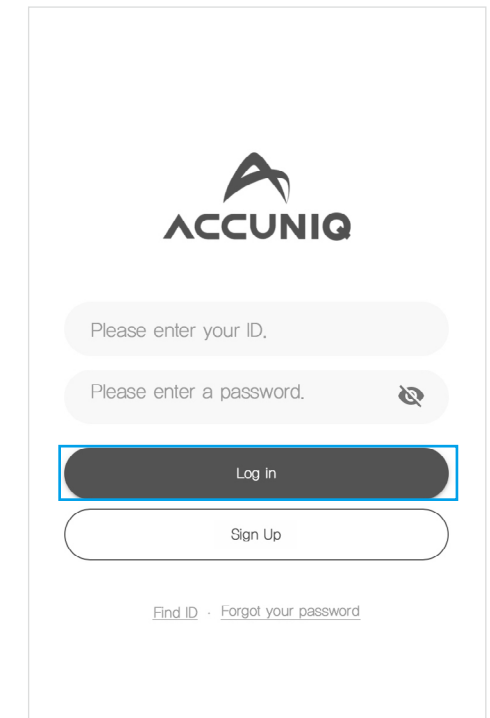 ACCUNIQ
Please enter your ID.
Please enter a password.
Log in
Sign Up
Find ID · Forgot your password